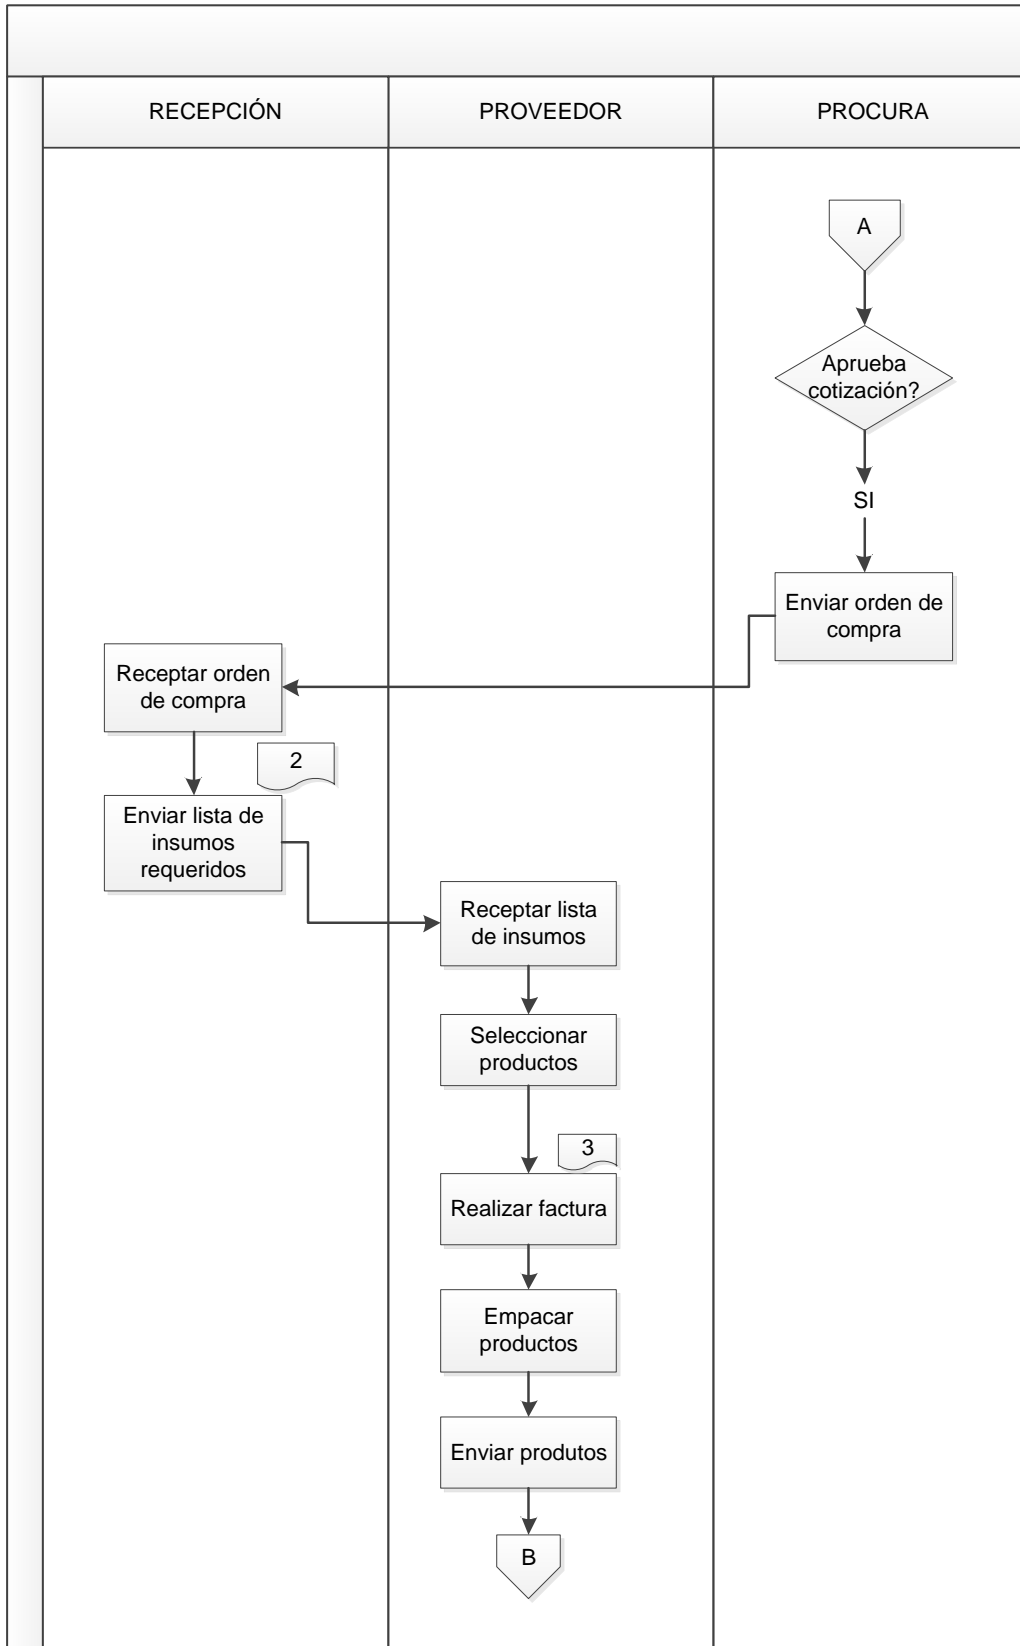 RECEPCIÓN
PROVEEDOR
PROCURA
A
Aprueba
cotización?
SI
Enviar orden de
compra
Receptar orden
de compra
2
Enviar lista de
insumos
requeridos
Receptar lista
de insumos
Seleccionar
productos
3
Realizar factura
Empacar
productos
Enviar produtos
B